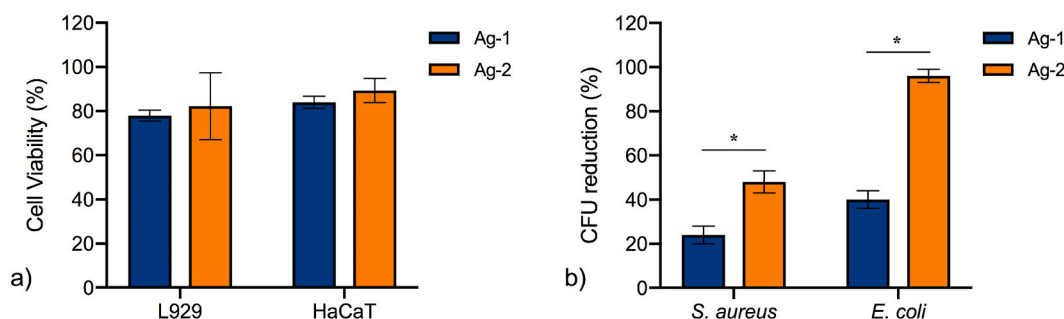 120
100
80
60
40
20
0
Cell Viability (%)
L929 HaCaT
Ag-1
Ag-2
a)
120
100
80
60
40
20
0
CFU reduction (%)
* *
S. aureus E. coli
Ag-1
Ag-2
b)